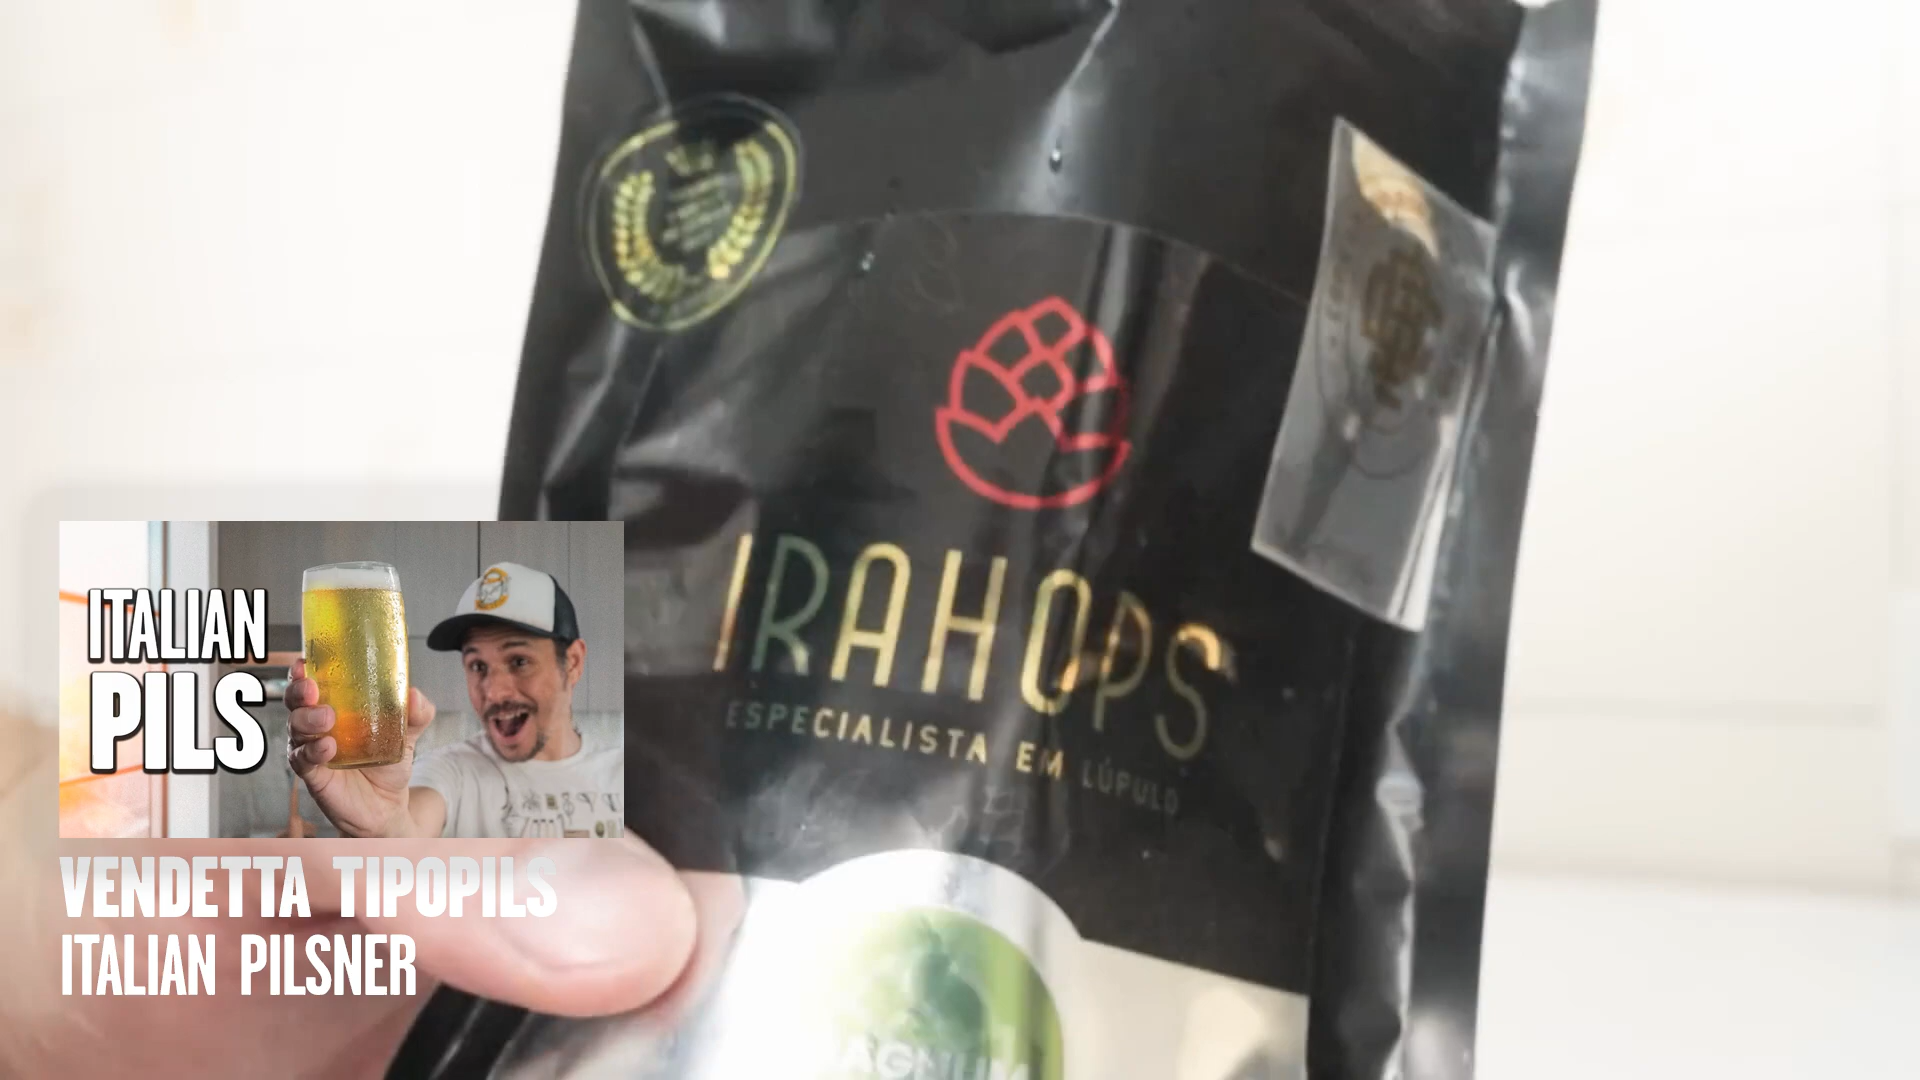 IRAHOPS
ESPECIALISTA EM LÚPULO
ITALIAN
PILS
VENDETTA TIPOPILS
ITALIAN PILSNER